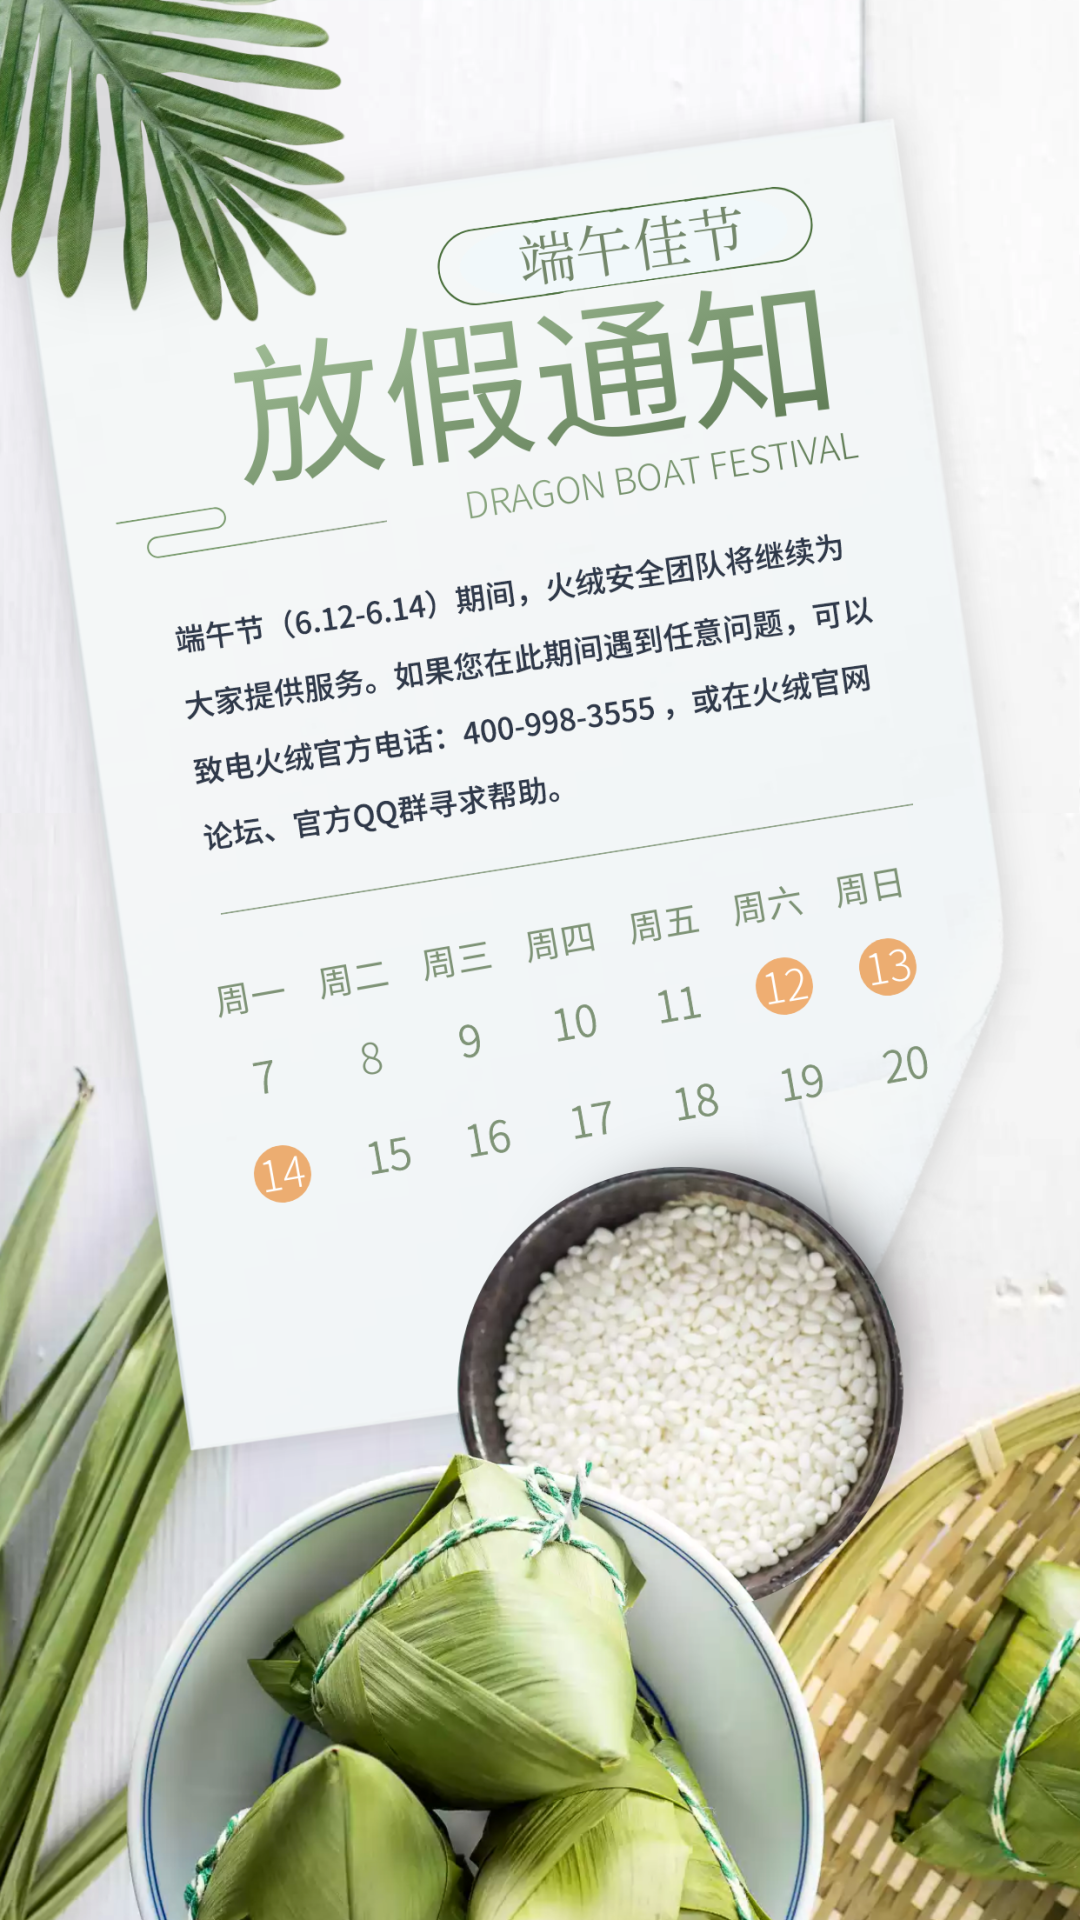 端午佳节
放假通知
DRAGON BOAT FESTIVAL
端午节（6.12-6.14）期间，火绒安全团队将继续为
大家提供服务。如果您在此期间遇到任意问题，可以
致电火绒官方电话：400-998-3555 ，或在火绒官网
论坛、官方QQ群寻求帮助。
周一 周二 周三 周四 周五 周六 周日
7 8 9 10 11 12 13
14 15 16 17 18 19 20